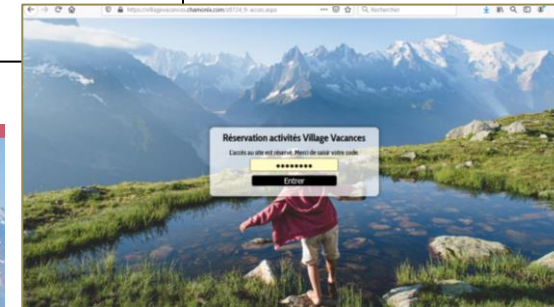 Rechercher
Réservation activités Village Vacances
L'accès au site est réservé. Merci de saisir votre code
Entrer